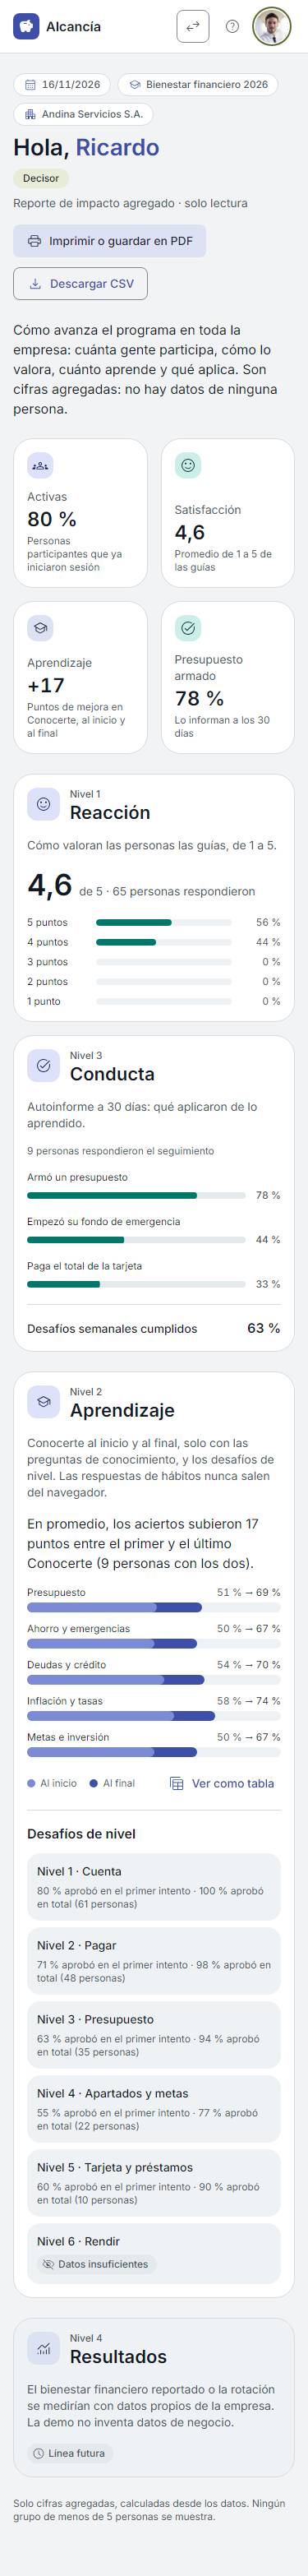 Alcancía
16/11/2026
Bienestar financiero 2026
Andina Servicios S.A.
Hola, Ricardo
Decisor
Reporte de impacto agregado · solo lectura
Imprimir o guardar en PDF
Descargar CSV
Cómo avanza el programa en toda la
empresa: cuánta gente participa, cómo lo
valora, cuánto aprende y qué aplica. Son
cifras agregadas: no hay datos de ninguna
persona.
Activas
80 %
Personas
participantes que ya
iniciaron sesión
Satisfacción
4,6
Promedio de 1 a 5 de
las guías
Aprendizaje
+17
Puntos de mejora en
Conocerte, al inicio y
al final
Presupuesto
armado
78 %
Lo informan a los 30
días
Nivel 1
Reacción
Cómo valoran las personas las guías, de 1 a 5.
4,6 de 5 · 65 personas respondieron
5 puntos 56 %
4 puntos 44 %
3 puntos 0 %
2 puntos 0 %
1 punto 0 %
Nivel 3
Conducta
Autoinforme a 30 días: qué aplicaron de lo
aprendido.
9 personas respondieron el seguimiento
Armó un presupuesto
78 %
Empezó su fondo de emergencia
44 %
Paga el total de la tarjeta
33 %
Desafíos semanales cumplidos 63 %
Nivel 2
Aprendizaje
Conocerte al inicio y al final, solo con las
preguntas de conocimiento, y los desafíos de
nivel. Las respuestas de hábitos nunca salen
del navegador.
En promedio, los aciertos subieron 17
puntos entre el primer y el último
Conocerte (9 personas con los dos).
Presupuesto 51 % → 69 %
Ahorro y emergencias 50 % → 67 %
Deudas y crédito 54 % → 70 %
Inflación y tasas 58 % → 74 %
Metas e inversión 50 % → 67 %
Al inicio Al final Ver como tabla
Desafíos de nivel
Nivel 1 · Cuenta
80 % aprobó en el primer intento · 100 % aprobó
en total (61 personas)
Nivel 2 · Pagar
71 % aprobó en el primer intento · 98 % aprobó en
total (48 personas)
Nivel 3 · Presupuesto
63 % aprobó en el primer intento · 94 % aprobó
en total (35 personas)
Nivel 4 · Apartados y metas
55 % aprobó en el primer intento · 77 % aprobó
en total (22 personas)
Nivel 5 · Tarjeta y préstamos
60 % aprobó en el primer intento · 90 % aprobó
en total (10 personas)
Nivel 6 · Rendir
Datos insuficientes
Nivel 4
Resultados
El bienestar financiero reportado o la rotación
se medirían con datos propios de la empresa.
La demo no inventa datos de negocio.
Línea futura
Solo cifras agregadas, calculadas desde los datos. Ningún
grupo de menos de 5 personas se muestra.